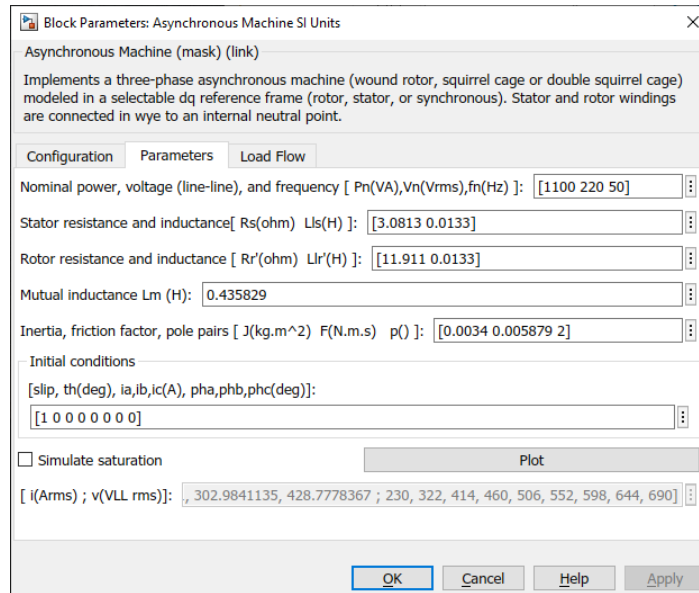 Block Parameters: Asynchronous Machine SI Units
Asynchronous Machine (mask) (link)
Implements a three-phase asynchronous machine (wound rotor, squirrel cage or double squirrel cage)
modeled in a selectable dq reference frame (rotor, stator, or synchronous). Stator and rotor windings
are connected in wye to an internal neutral point.
Configuration Parameters Load Flow
Nominal power, voltage (line-line), and frequency [ Pn(VA),Vn(Vrms),fn(Hz) ]: [1100 220 50]
Stator resistance and inductance[ Rs(ohm) Lls(H) ]: [3.0813 0.0133]
Rotor resistance and inductance [ Rr'(ohm) Llr'(H) ]: [11.911 0.0133]
Mutual inductance Lm (H): 0.435829
Inertia, friction factor, pole pairs [ J(kg.m^2) F(N.m.s) p() ]: [0.0034 0.005879 2]
Initial conditions
[slip, th(deg), ia,ib,ic(A), pha,phb,phc(deg)]:
[1 0 0 0 0 0 0 0]
Simulate saturation Plot
[ i(Arms) ; v(VLL rms)]: ., 302.9841135, 428.7778367 ; 230, 322, 414, 460, 506, 552, 598, 644, 690]
OK Cancel Help Apply